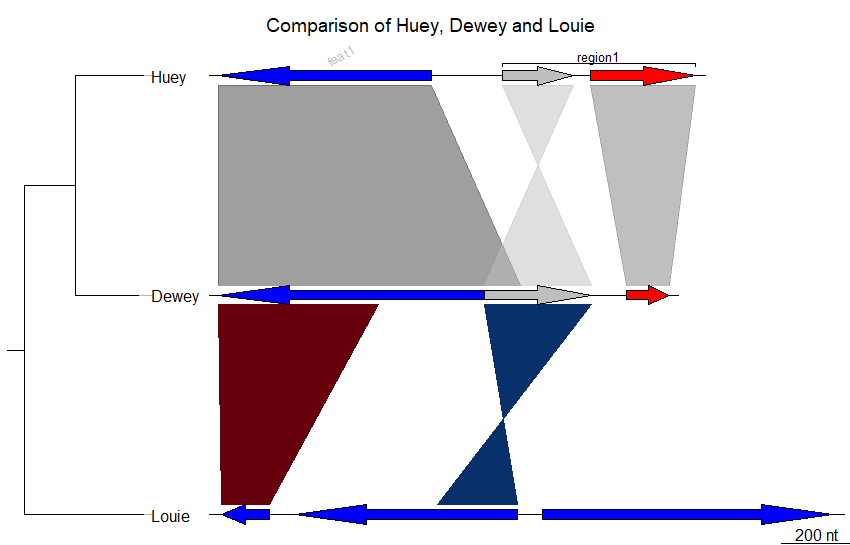 Comparison of Huey, Dewey and Louie
feat1
region1
Huey
Dewey
Louie
200 nt